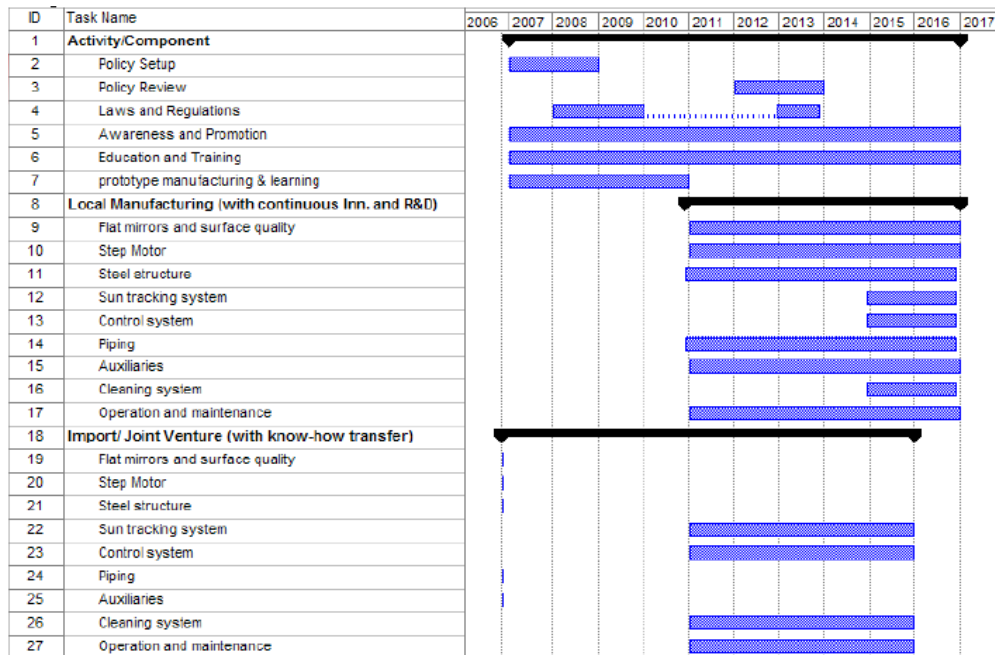 ID Task Name 2006 2007 2008 2009 2010 2011 2012 2013 2014 2015 2016 2017
1 Activity/Component
2 Policy Setup
3 Policy Review
4 Laws and Regulations
5 Awareness and Promotion
6 Education and Training
7 prototype manufacturing & learning
8 Local Manufacturing (with continuous Inn. and R&D)
9 Flat mirrors and surface quality
10 Step Motor
11 Steel structure
12 Sun tracking system
13 Control system
14 Piping
15 Auxiliaries
16 Cleaning system
17 Operation and maintenance
18 Import/ Joint Venture (with know-how transfer)
19 Flat mirrors and surface quality
20 Step Motor
21 Steel structure
22 Sun tracking system
23 Control system
24 Piping
25 Auxiliaries
26 Cleaning system
27 Operation and maintenance